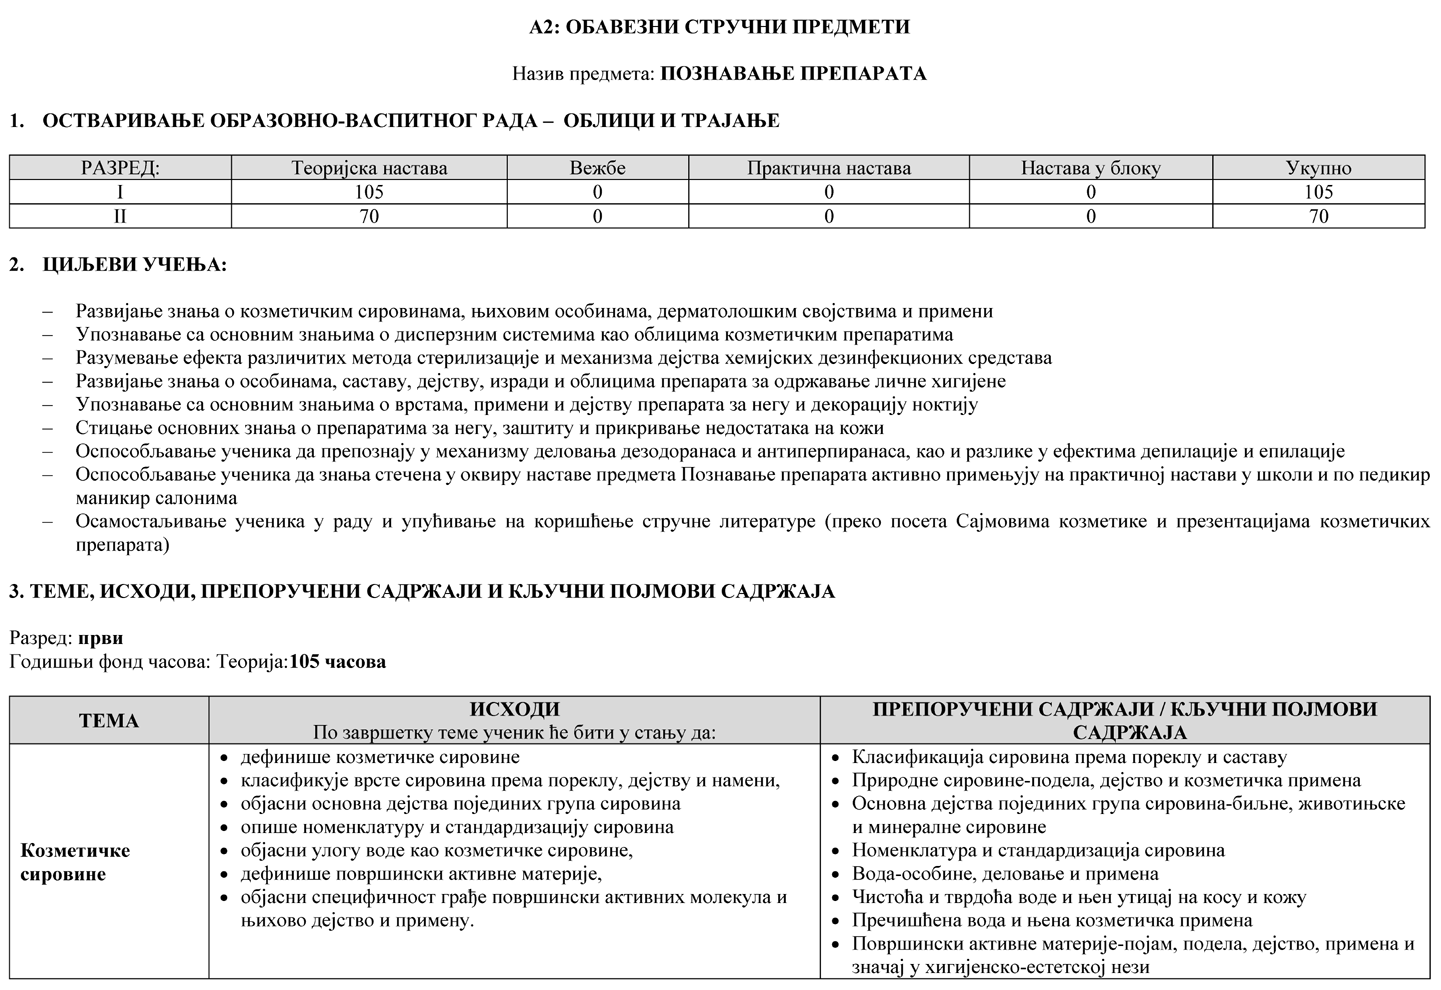 А2: ОБАВЕЗНИ СТРУЧНИ ПРЕДМЕТИ
Назив предмета: ПОЗНАВАЊЕ ПРЕПАРАТА
1. ОСТВАРИВАЊЕ ОБРАЗОВНО-ВАСПИТНОГ РАДА – ОБЛИЦИ И ТРАЈАЊЕ
РАЗРЕД: Теоријска настава Вежбе Практична настава Настава у блоку Укупно
I 105 0 0 0 105
II 70 0 0 0 70
2. ЦИЉЕВИ УЧЕЊА:
– Развијање знања о козметичким сировинама, њиховим особинама, дерматолошким својствима и примени
– Упознавање са основним знањима о дисперзним системима као облицима козметичким препаратима
– Разумевање ефекта различитих метода стерилизације и механизма дејства хемијских дезинфекционих средстава
– Развијање знања о особинама, саставу, дејству, изради и облицима препарата за одржавање личне хигијене
– Упознавање са основним знањима о врстама, примени и дејству препарата за негу и декорацију ноктију
– Стицање основних знања о препаратима за негу, заштиту и прикривање недостатака на кожи
– Оспособљавање ученика да препознају у механизму деловања дезодоранаса и антиперпиранаса, као и разлике у ефектима депилације и епилације
– Оспособљавање ученика да знања стечена у оквиру наставе предмета Познавање препарата активно примењују на практичној настави у школи и по педикир
маникир салонима
– Осамостаљивање ученика у раду и упућивање на коришћење стручне литературе (преко посета Сајмовима козметике и презентацијама козметичких
препарата)
3. ТЕМЕ, ИСХОДИ, ПРЕПОРУЧЕНИ САДРЖАЈИ И КЉУЧНИ ПОЈМОВИ САДРЖАЈА
Разред: први
Годишњи фонд часова: Теорија:105 часова
ТЕМА
ИСХОДИ
По завршетку теме ученик ће бити у стању да:
ПРЕПОРУЧЕНИ САДРЖАЈИ / КЉУЧНИ ПОЈМОВИ
САДРЖАЈА
Козметичке
сировине
• дефинише козметичке сировине
• класификује врсте сировина према пореклу, дејству и намени,
• објасни основна дејства појединих група сировина
• опише номенклатуру и стандардизацију сировина
• објасни улогу воде као козметичке сировине,
• дефинише површински активне материје,
• објасни специфичност грађе површински активних молекула и
њихово дејство и примену.
• Класификација сировина према пореклу и саставу
• Природне сировине-подела, дејство и козметичка примена
• Основна дејства појединих група сировина-биљне, животињске
и минералне сировине
• Номенклатура и стандардизација сировина
• Вода-особине, деловање и примена
• Чистоћа и тврдоћа воде и њен утицај на косу и кожу
• Пречишћена вода и њена козметичка примена
• Површински активне материје-појам, подела, дејство, примена и
значај у хигијенско-естетској нези